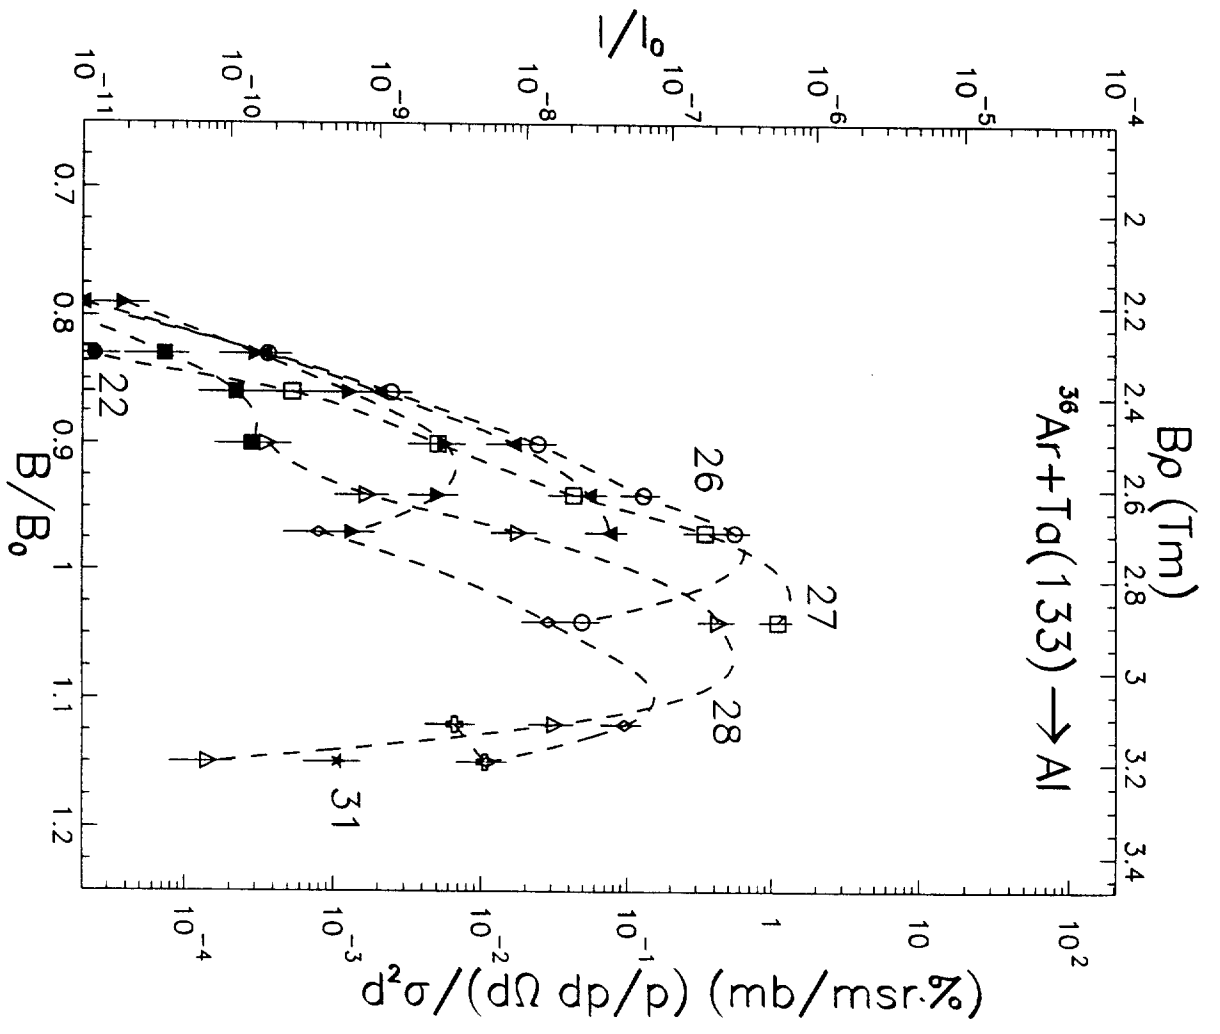 Bρ (Tm)
2 2.2 2.4 2.6 2.8 3 3.2 3.4
³⁶Ar+Ta(133)→Al
I/I₀
10⁻⁴
10⁻⁵
10⁻⁶
10⁻⁷
10⁻⁸
10⁻⁹
10⁻¹⁰
10⁻¹¹
10²
10
1
10⁻¹
10⁻²
10⁻³
10⁻⁴
d²σ/(dΩ dp/p) (mb/msr·%)
27
28
26
31
22
0.7 0.8 0.9 1 1.1 1.2
B/B₀